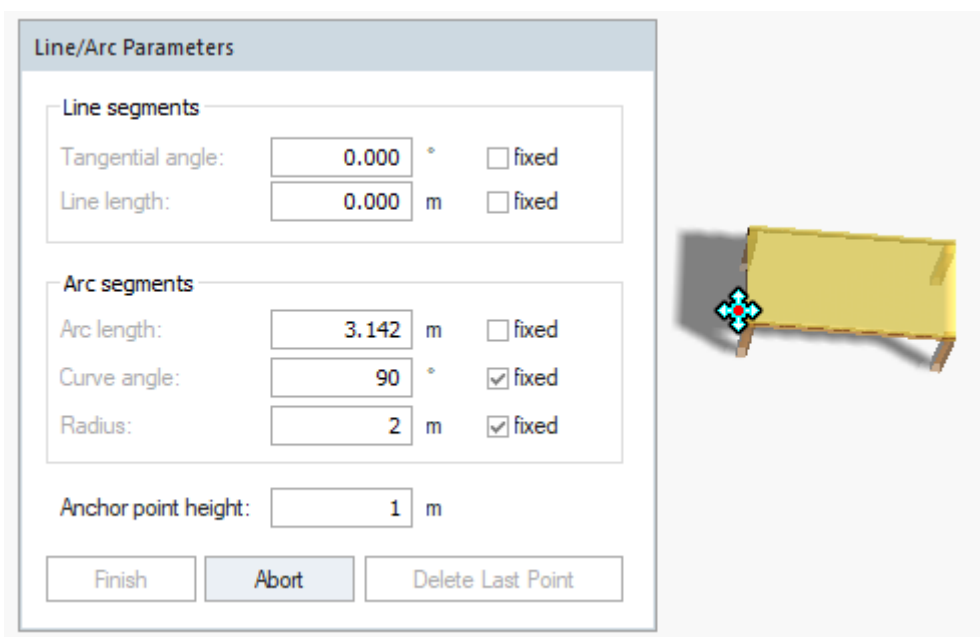 Line/Arc Parameters
Line segments
Tangential angle: 0.000 ° fixed
Line length: 0.000 m fixed
Arc segments
Arc length: 3.142 m fixed
Curve angle: 90 ° fixed
Radius: 2 m fixed
Anchor point height: 1 m
Finish Abort Delete Last Point